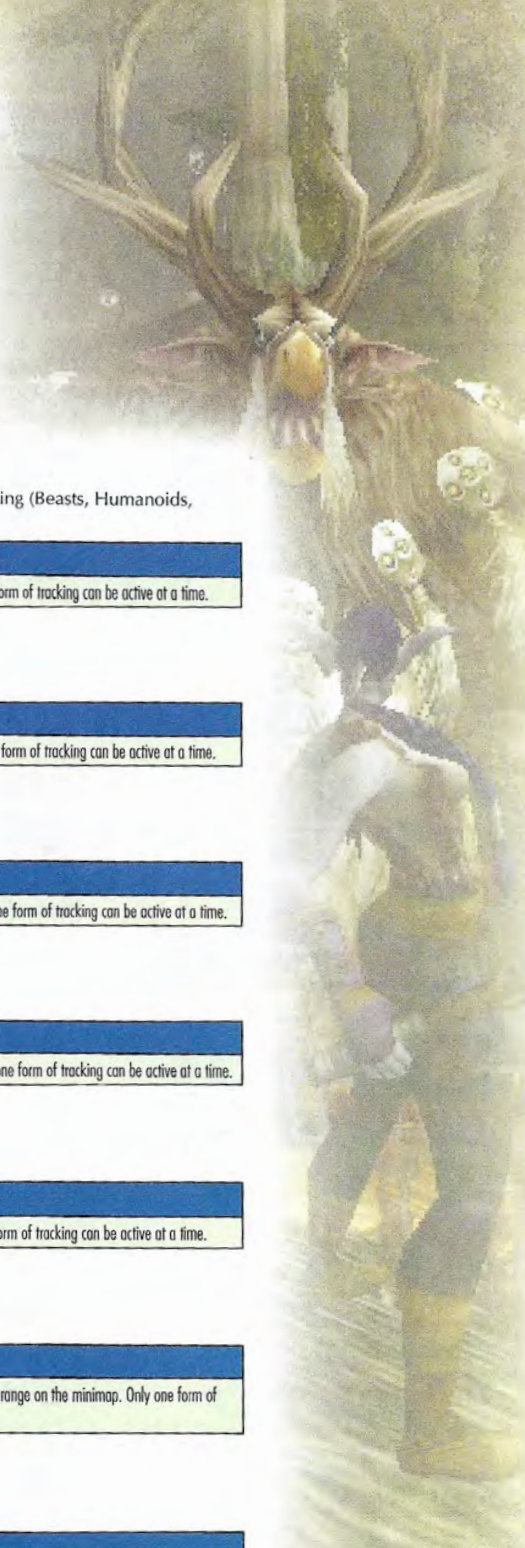 ing (Beasts, Humanoids,
orm of tracking can be active at a time.
form of tracking can be active at a time.
ne form of tracking can be active at a time.
one form of tracking can be active at a time.
orm of tracking can be active at a time.
range on the minimap. Only one form of